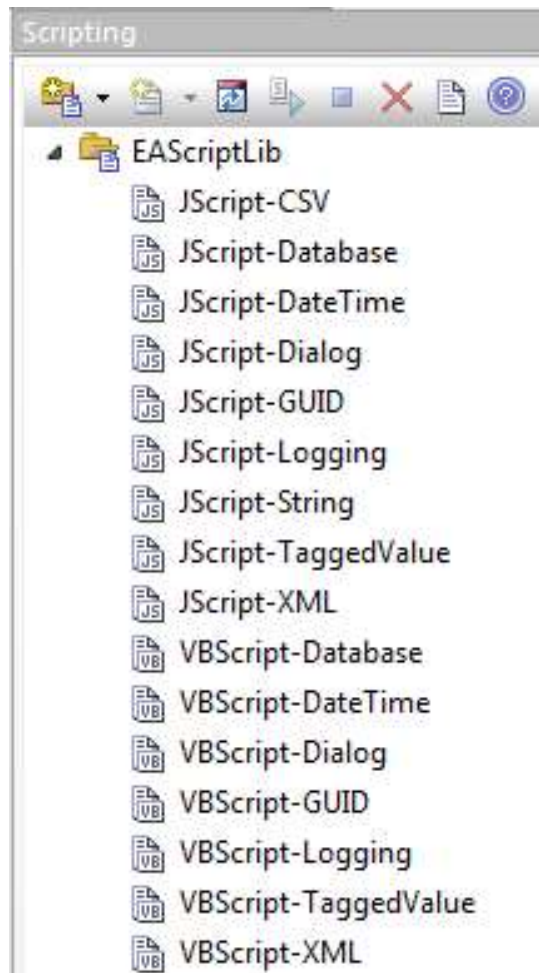 Scripting
EAScriptLib
JScript-CSV
JScript-Database
JScript-DateTime
JScript-Dialog
JScript-GUID
JScript-Logging
JScript-String
JScript-TaggedValue
JScript-XML
VBScript-Database
VBScript-DateTime
VBScript-Dialog
VBScript-GUID
VBScript-Logging
VBScript-TaggedValue
VBScript-XML